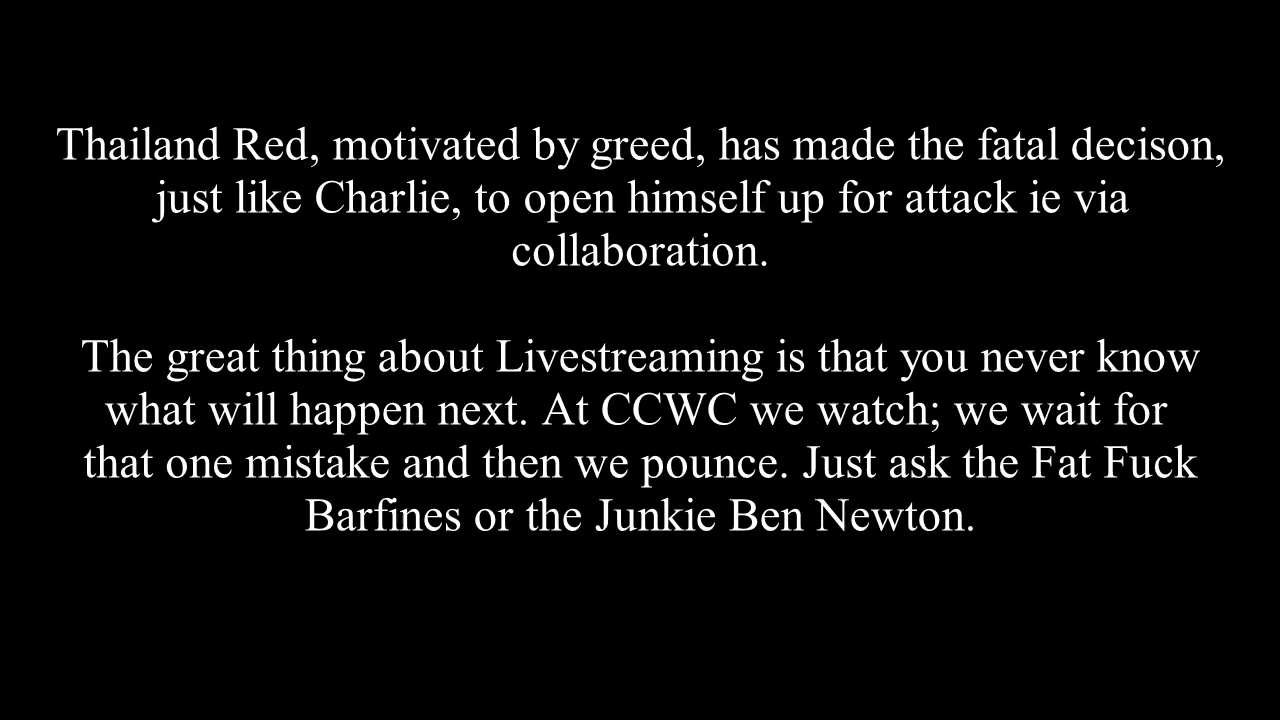 Thailand Red, motivated by greed, has made the fatal decison,
just like Charlie, to open himself up for attack ie via
collaboration.
The great thing about Livestreaming is that you never know
what will happen next. At CCWC we watch; we wait for
that one mistake and then we pounce. Just ask the Fat Fuck
Barfines or the Junkie Ben Newton.